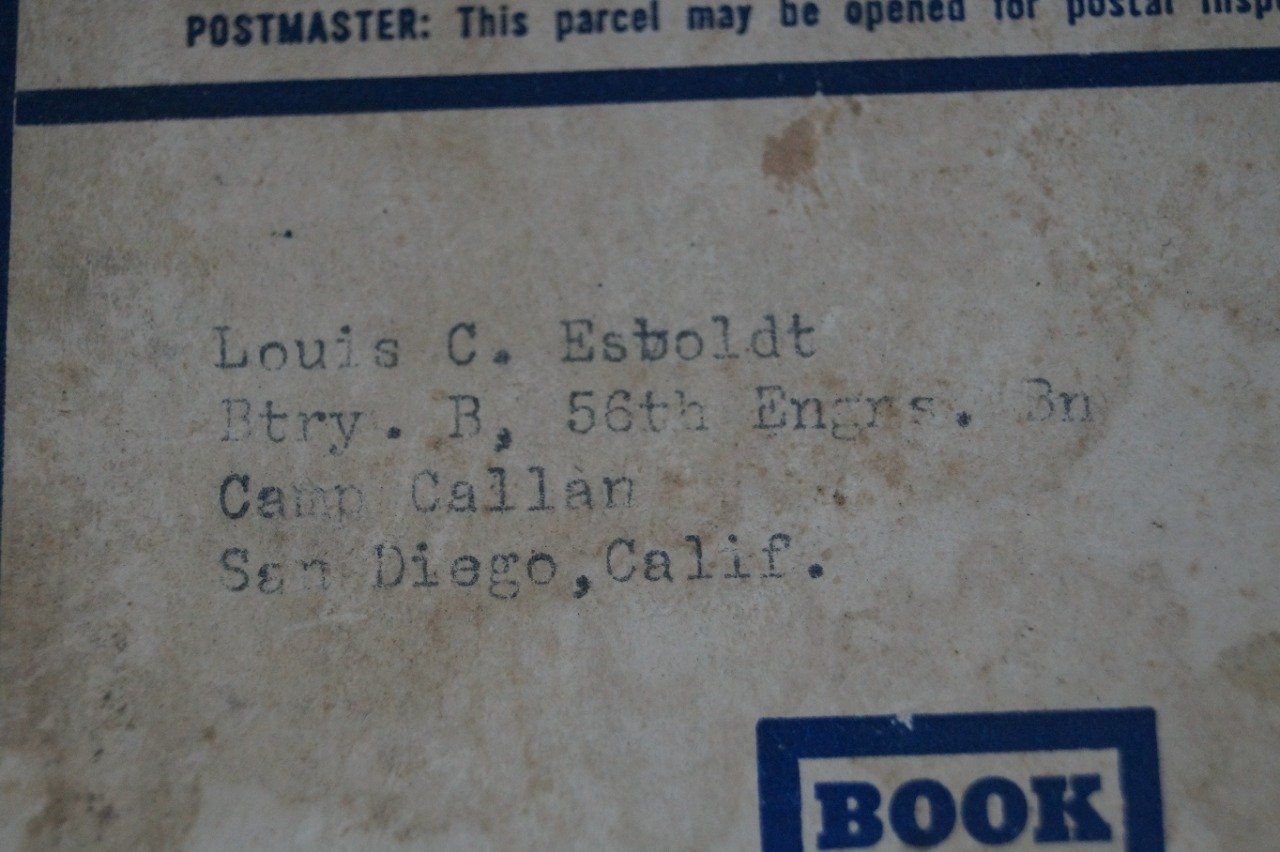 POSTMASTER: This parcel may be opened for postal
Louis C. Esboldt
Btry. B, 56th Engrs. Bn
Camp Callan
San Diego,Calif.
BOOK